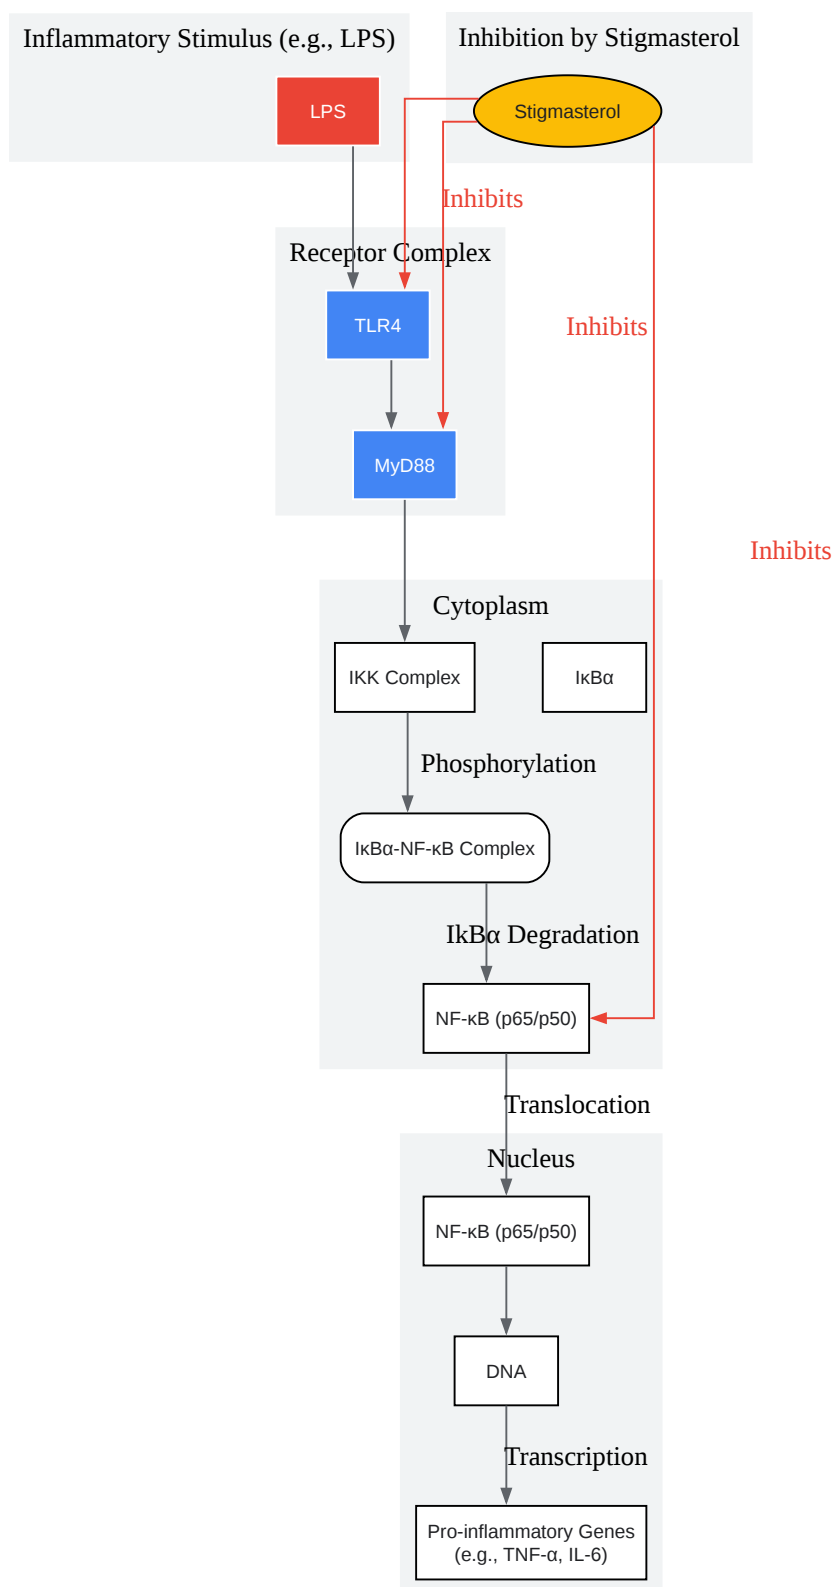 Inflammatory Stimulus (e.g., LPS)
Inhibition by Stigmasterol
LPS
Stigmasterol
Inhibits
Receptor Complex
TLR4
Inhibits
MyD88
Inhibits
Cytoplasm
IKK Complex
IκBα
Phosphorylation
IκBα-NF-κB Complex
IkBα Degradation
NF-κB (p65/p50)
Translocation
Nucleus
NF-κB (p65/p50)
DNA
Transcription
Pro-inflammatory Genes
(e.g., TNF-α, IL-6)